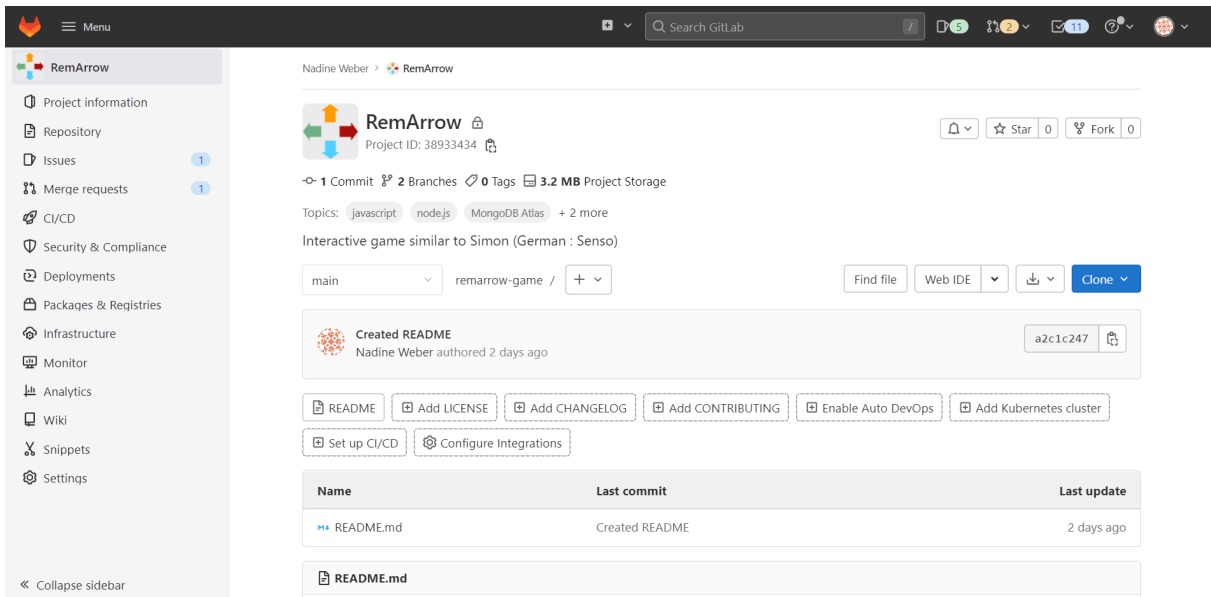 Menu
Search GitLab
/
5
2
11
RemArrow
Project information
Repository
Issues 1
Merge requests 1
CI/CD
Security & Compliance
Deployments
Packages & Registries
Infrastructure
Monitor
Analytics
Wiki
Snippets
Settings
Collapse sidebar
Nadine Weber > RemArrow
RemArrow
Project ID: 38933434
Star 0
Fork 0
1 Commit 2 Branches 0 Tags 3.2 MB Project Storage
Topics: javascript node.js MongoDB Atlas + 2 more
Interactive game similar to Simon (German : Senso)
main remarrow-game / +
Find file Web IDE Clone
Created README
Nadine Weber authored 2 days ago
a2c1c247
README Add LICENSE Add CHANGELOG Add CONTRIBUTING Enable Auto DevOps Add Kubernetes cluster
Set up CI/CD Configure Integrations
Name Last commit Last update
M↓ README.md Created README 2 days ago
README.md